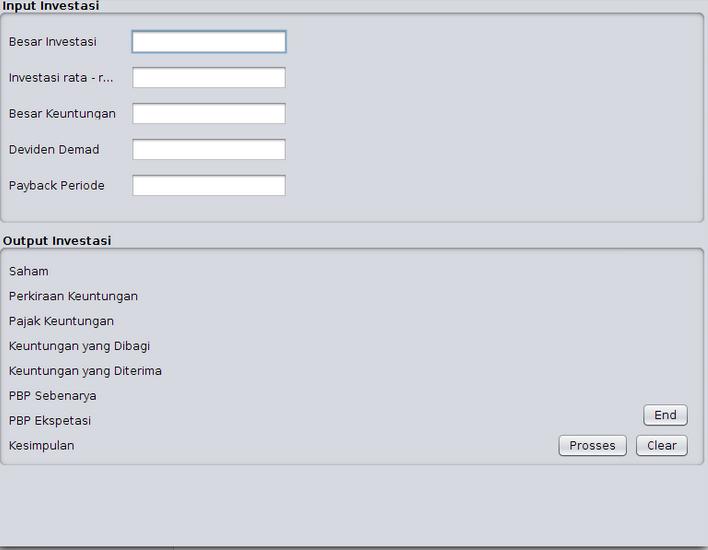 Input Investasi
Besar Investasi
Investasi rata - r...
Besar Keuntungan
Deviden Demad
Payback Periode
Output Investasi
Saham
Perkiraan Keuntungan
Pajak Keuntungan
Keuntungan yang Dibagi
Keuntungan yang Diterima
PBP Sebenarya
PBP Ekspetasi
End
Kesimpulan
Prosses
Clear